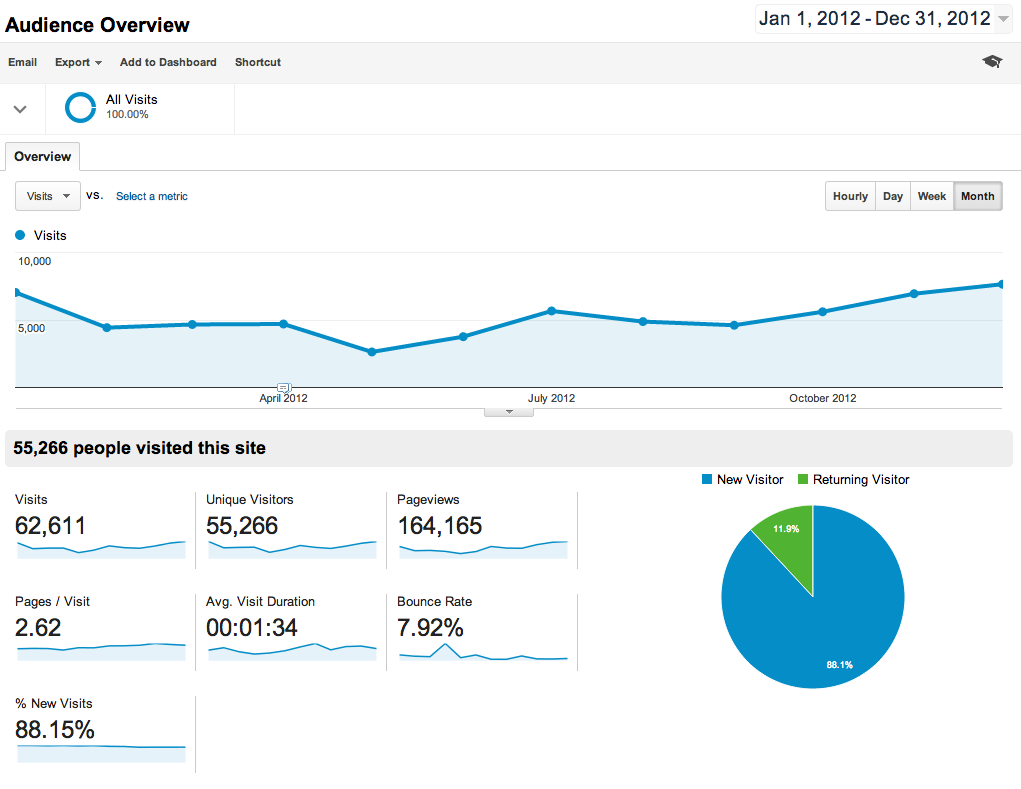 Audience Overview
Jan 1, 2012 - Dec 31, 2012
Email Export Add to Dashboard Shortcut
All Visits
100.00%
Overview
Visits vs. Select a metric
Hourly Day Week Month
Visits
10,000
5,000
April 2012 July 2012 October 2012
55,266 people visited this site
New Visitor Returning Visitor
Visits Unique Visitors Pageviews
62,611 55,266 164,165
11.9%
Pages / Visit Avg. Visit Duration Bounce Rate
2.62 00:01:34 7.92%
88.1%
% New Visits
88.15%